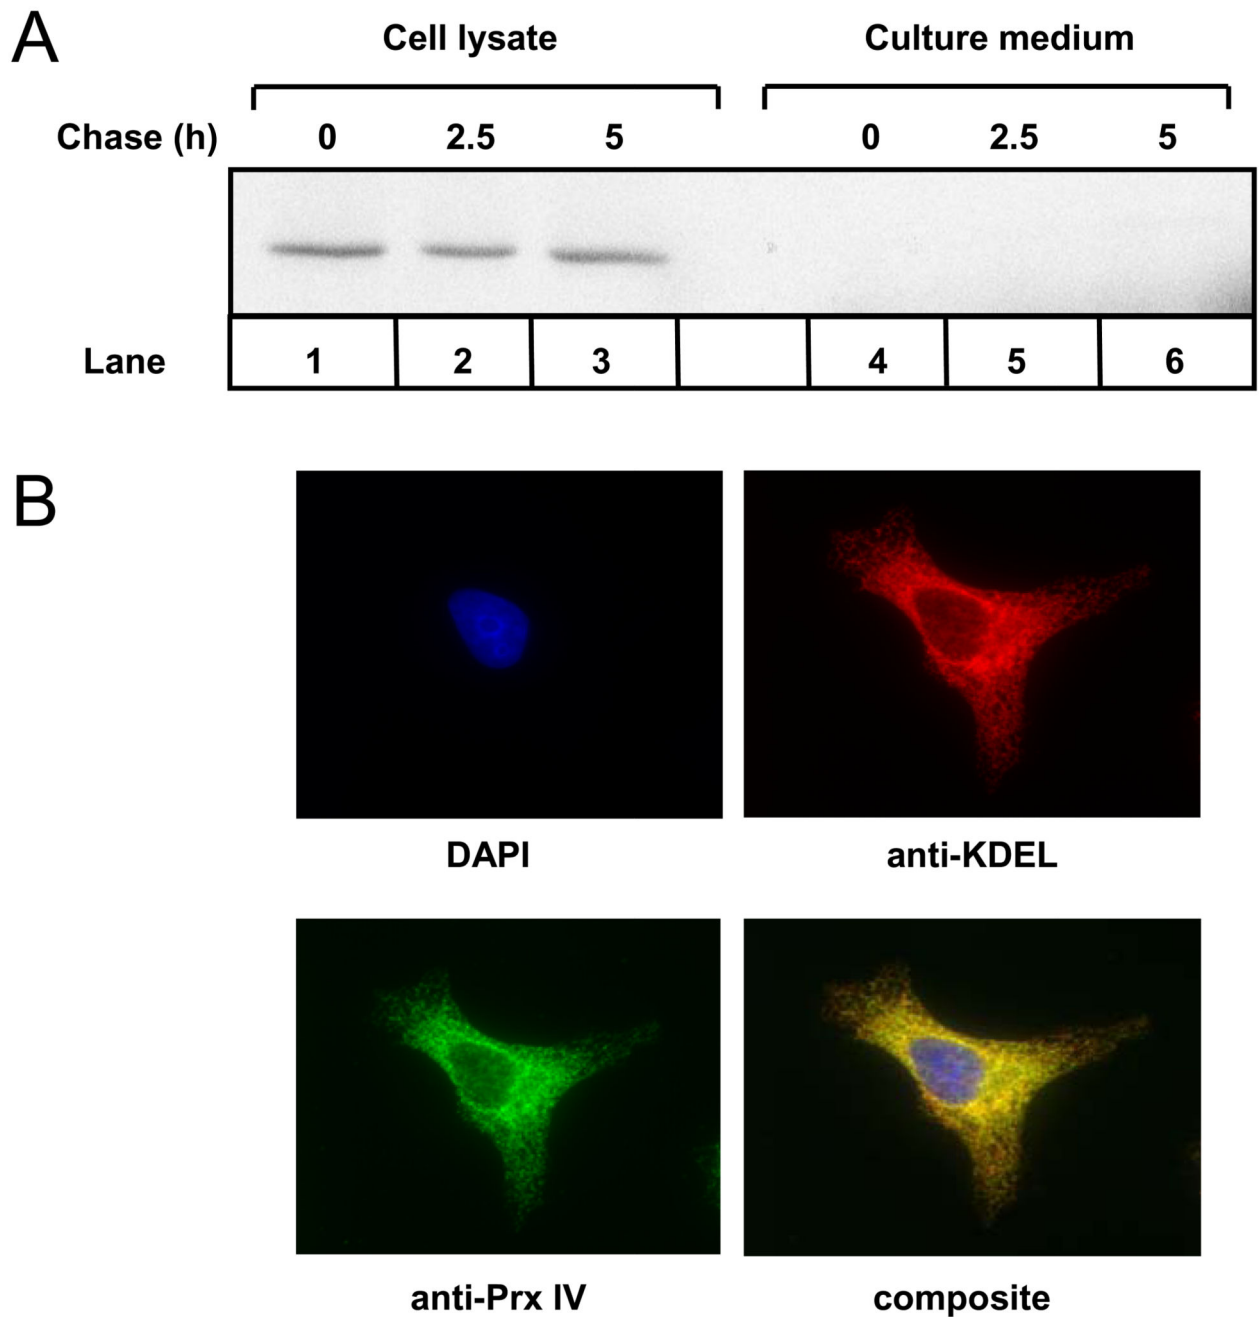 A
Cell lysate Culture medium
Chase (h) 0 2.5 5 0 2.5 5
Lane 1 2 3 4 5 6
B
DAPI anti-KDEL
anti-Prx IV composite